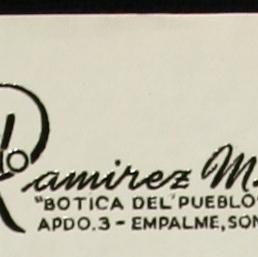 Ramirez M.
"BOTICA DEL PUEBLO"
APDO. 3 - EMPALME, SON